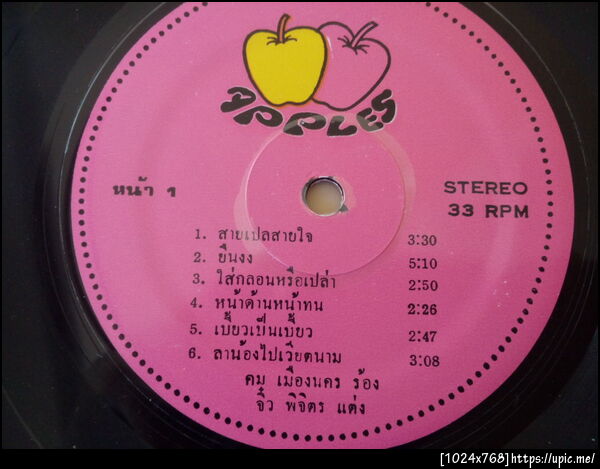 APPLES
หน้า 1
STEREO
33 RPM
1. สายเปลสายใจ 3:30
2. ยืนงง 5:10
3. ใส่กลอนหรือเปล่า 2:50
4. หน้าด้านหน้าทน 2:26
5. เบี้ยวเป็นเบี้ยว 2:47
6. ลาน้องไปเวียตนาม 3:08
คม เมืองนคร ร้อง
จิ๋ว พิจิตร แต่ง
[1024x768]https://upic.me/